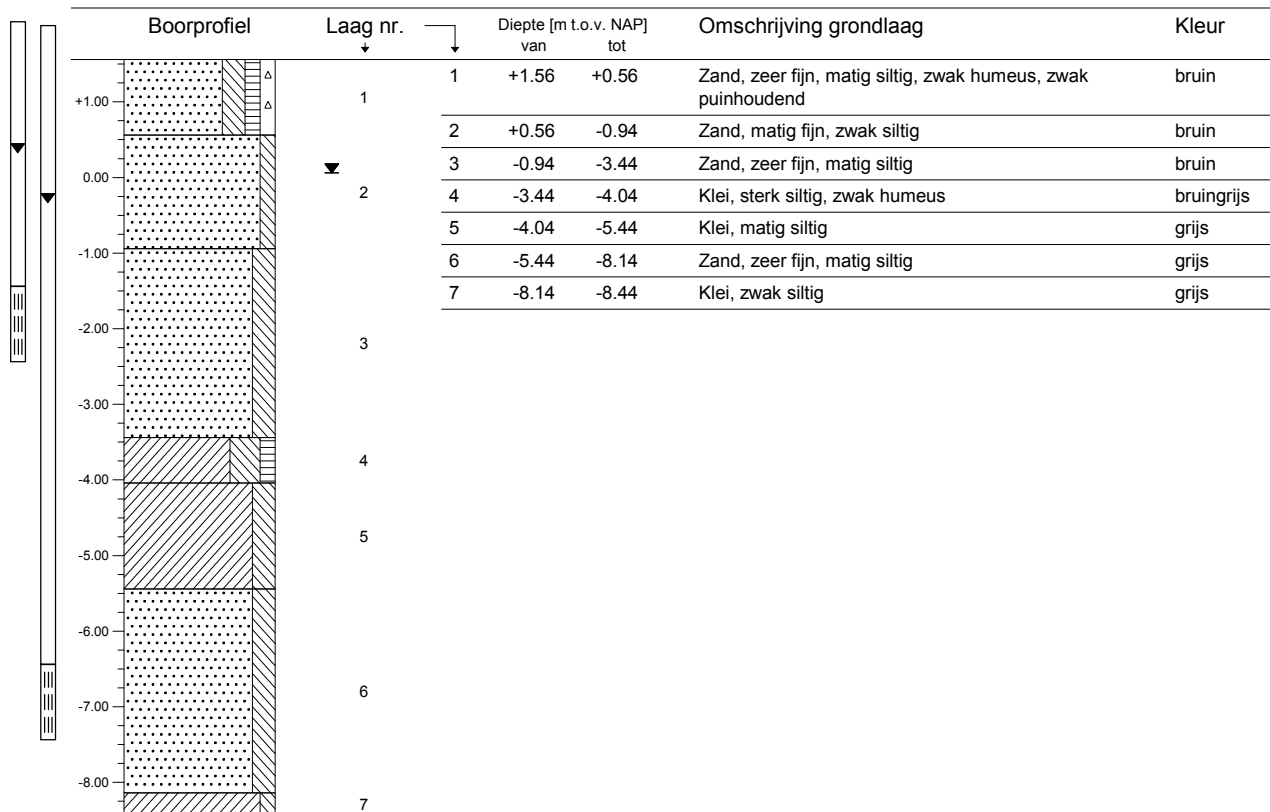 Boorprofiel Laag nr. Diepte [m t.o.v. NAP] Omschrijving grondlaag Kleur
van tot
1 +1.56 +0.56 Zand, zeer fijn, matig siltig, zwak humeus, zwak bruin
puinhoudend
2 +0.56 -0.94 Zand, matig fijn, zwak siltig bruin
3 -0.94 -3.44 Zand, zeer fijn, matig siltig bruin
4 -3.44 -4.04 Klei, sterk siltig, zwak humeus bruingrijs
5 -4.04 -5.44 Klei, matig siltig grijs
6 -5.44 -8.14 Zand, zeer fijn, matig siltig grijs
7 -8.14 -8.44 Klei, zwak siltig grijs
+1.00
1
0.00
2
-1.00
-2.00
3
-3.00
4
-4.00
5
-5.00
-6.00
6
-7.00
-8.00
7